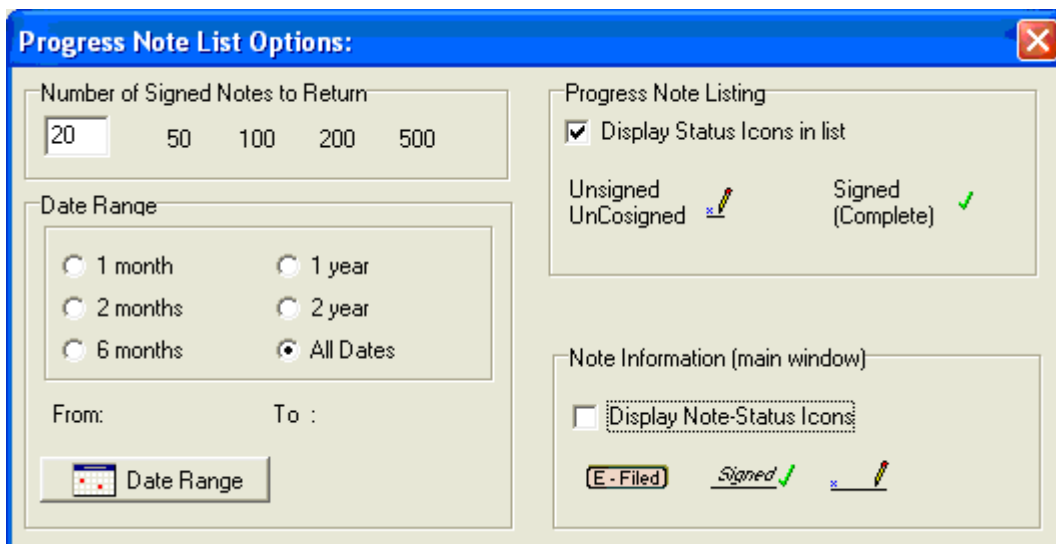 Progress Note List Options:
Number of Signed Notes to Return
20 50 100 200 500
Date Range
1 month 1 year
2 months 2 year
6 months All Dates
From: To :
Date Range
Progress Note Listing
Display Status Icons in list
Unsigned
UnCosigned
Signed
(Complete)
Note Information (main window)
Display Note-Status Icons
E - Filed Signed x